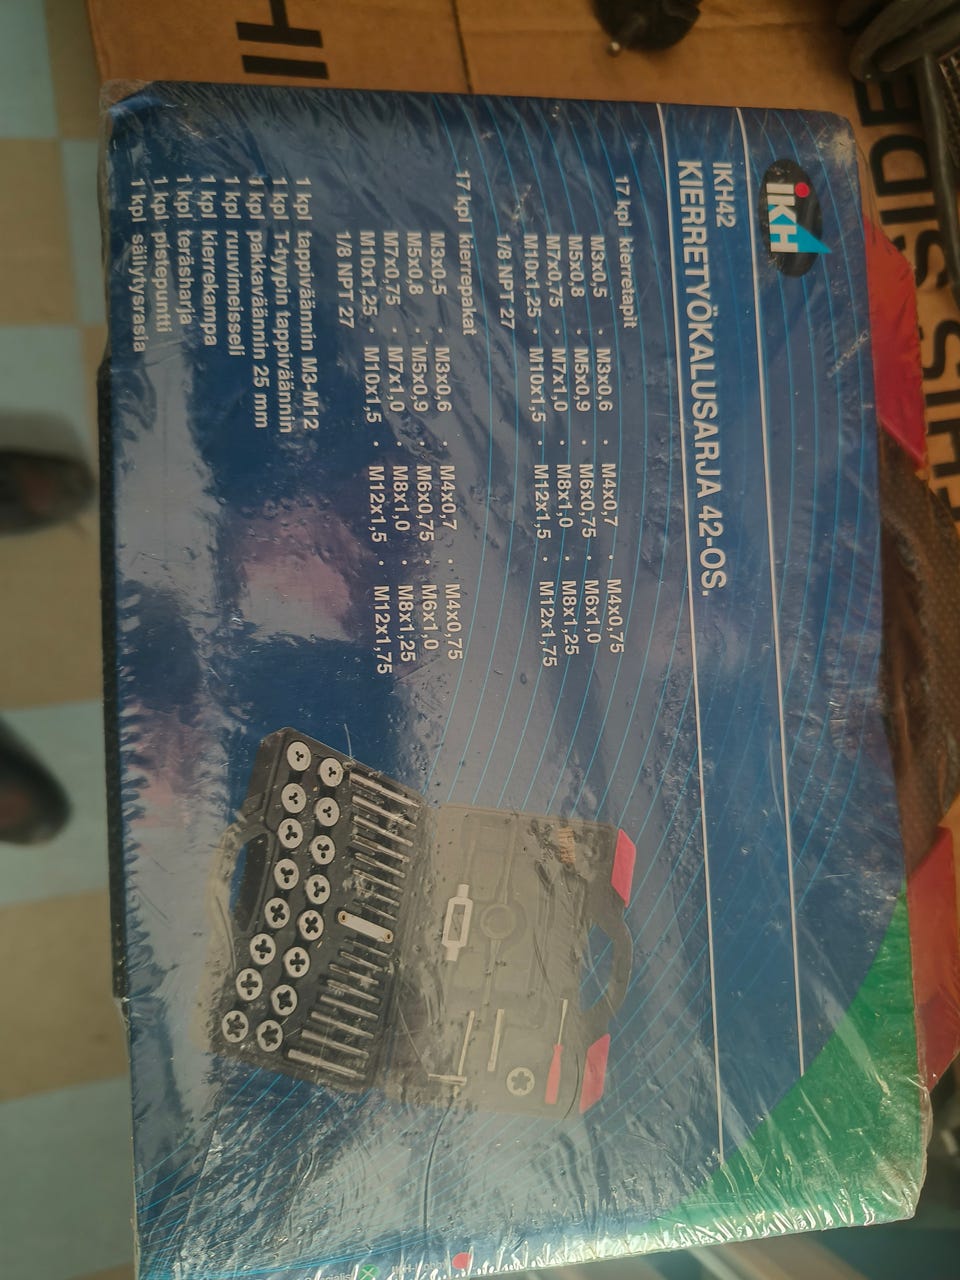 IKH
IKH42
KIERRETYÖKALUSARJA 42-OS.
17 kpl kierretapit
M3x0,5 · M3x0,6 · M4x0,7 · M4x0,75
M5x0,8 · M5x0,9 · M6x0,75 · M6x1,0
M7x0,75 · M7x1,0 · M8x1,0 · M8x1,25
M10x1,25 · M10x1,5 · M12x1,5 · M12x1,75
1/8 NPT 27
17 kpl kierrepakat
M3x0,5 · M3x0,6 · M4x0,7 · M4x0,75
M5x0,8 · M5x0,9 · M6x0,75 · M6x1,0
M7x0,75 · M7x1,0 · M8x1,0 · M8x1,25
M10x1,25 · M10x1,5 · M12x1,5 · M12x1,75
1/8 NPT 27
1 kpl tappiväännin M3-M12
1 kpl T-tyypin tappiväännin
1 kpl pakkaväännin 25 mm
1 kpl ruuvimeisseli
1 kpl kierrekampa
1 kpl teräsharja
1 kpl pistepuntti
1 kpl säilytysrasia
SIDE